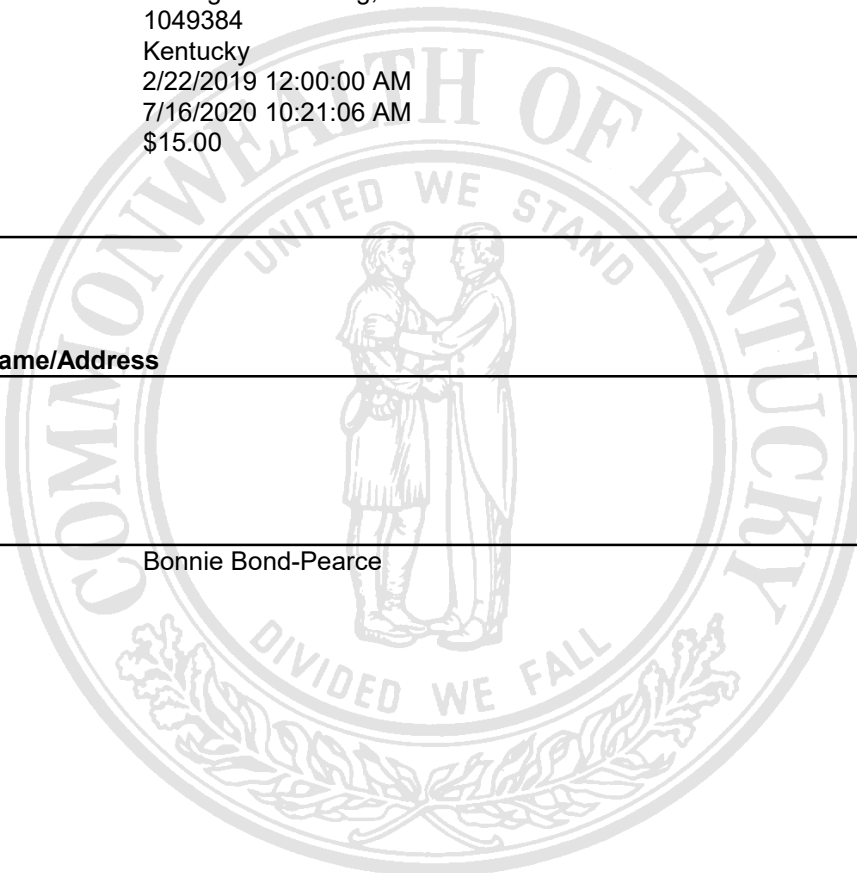 1049384
Kentucky
2/22/2019 12:00:00 AM
7/16/2020 10:21:06 AM
$15.00
COMMONWEALTH OF KENTUCKY
UNITED WE STAND
ame/Address
Bonnie Bond-Pearce
DIVIDED WE FALL